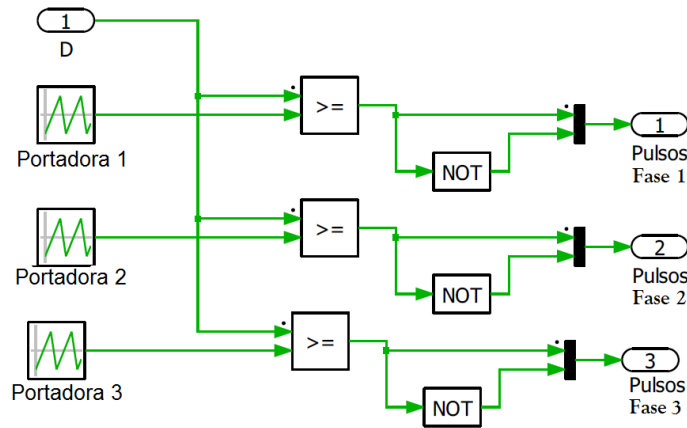 1
D
Portadora 1
>=
NOT
1
Pulsos
Fase 1
Portadora 2
>=
NOT
2
Pulsos
Fase 2
Portadora 3
>=
NOT
3
Pulsos
Fase 3